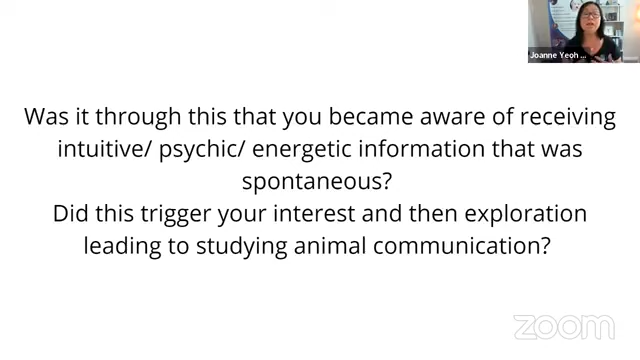 Joanne Yeoh ...
Was it through this that you became aware of receiving
intuitive/ psychic/ energetic information that was
spontaneous?
Did this trigger your interest and then exploration
leading to studying animal communication?
zoom